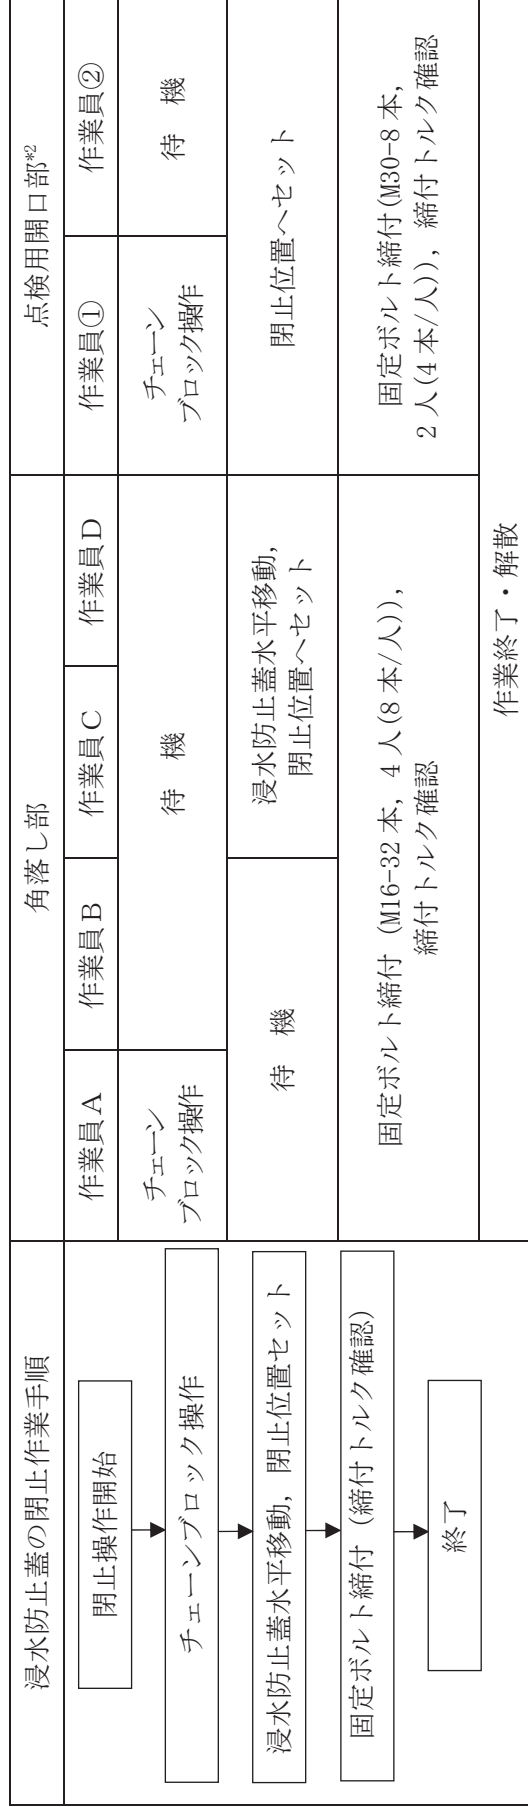 浸水防止蓋の閉止作業手順
角落し部
点検用開口部*2
閉止操作開始
チェーンブロック操作
浸水防止蓋水平移動，閉止位置セット
固定ボルト締付（締付トルク確認）
終了
作業員A
作業員B
作業員C
作業員D
作業員①
作業員②
チェーン
ブロック操作
待　機
チェーン
ブロック操作
待　機
待　機
浸水防止蓋水平移動，
閉止位置へセット
閉止位置へセット
固定ボルト締付（M16-32 本，4 人(8 本/人))，
締付トルク確認
固定ボルト締付(M30-8 本，
2 人(4 本/人))，締付トルク確認
作業終了・解散